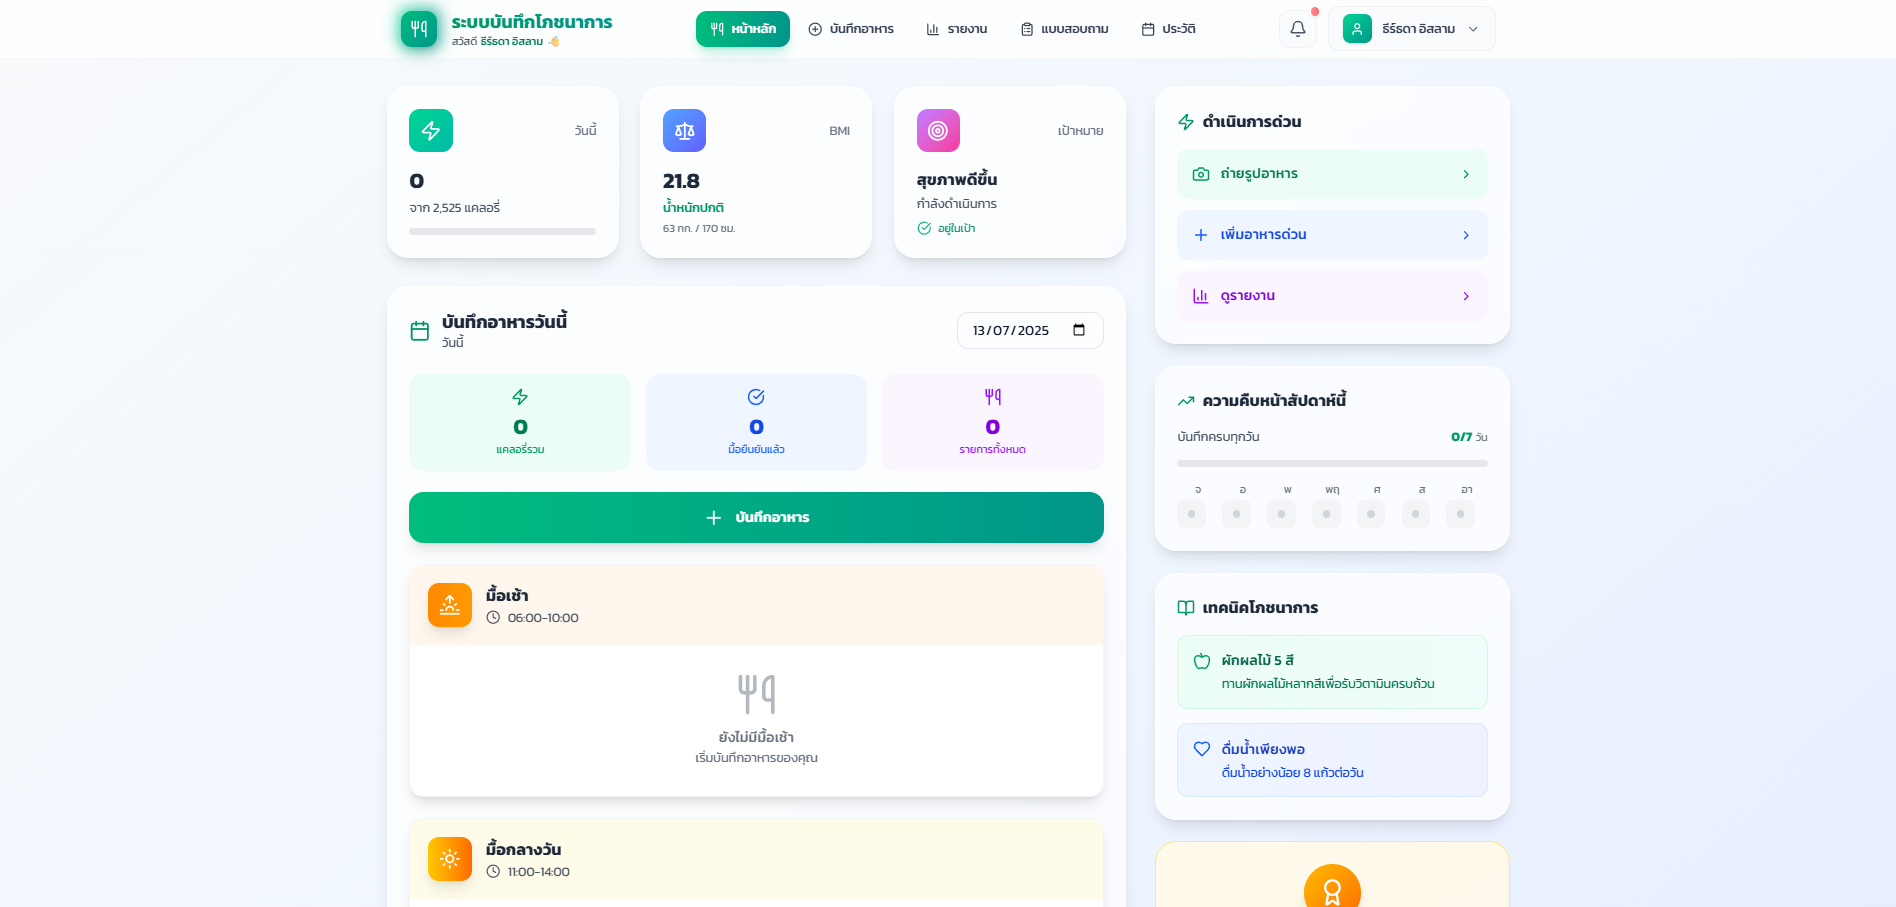 ระบบบันทึกโภชนาการ
สวัสดี ธีร์ธดา อิสลาม 👋
หน้าหลัก
บันทึกอาหาร
รายงาน
แบบสอบถาม
ประวัติ
ธีร์ธดา อิสลาม
วันนี้
0
จาก 2,525 แคลอรี่
BMI
21.8
น้ำหนักปกติ
63 กก. / 170 ซม.
เป้าหมาย
สุขภาพดีขึ้น
กำลังดำเนินการ
อยู่ในเป้า
บันทึกอาหารวันนี้
วันนี้
13/07/2025
0
แคลอรี่รวม
0
มื้อยืนยันแล้ว
0
รายการทั้งหมด
บันทึกอาหาร
มื้อเช้า
06:00-10:00
ยังไม่มีมื้อเช้า
เริ่มบันทึกอาหารของคุณ
มื้อกลางวัน
11:00-14:00
ดำเนินการด่วน
ถ่ายรูปอาหาร
เพิ่มอาหารด่วน
ดูรายงาน
ความคืบหน้าสัปดาห์นี้
บันทึกครบทุกวัน
0/7 วัน
จ อ พ พฤ ศ ส อา
เทคนิคโภชนาการ
ผักผลไม้ 5 สี
ทานผักผลไม้หลากสีเพื่อรับวิตามินครบถ้วน
ดื่มน้ำเพียงพอ
ดื่มน้ำอย่างน้อย 8 แก้วต่อวัน